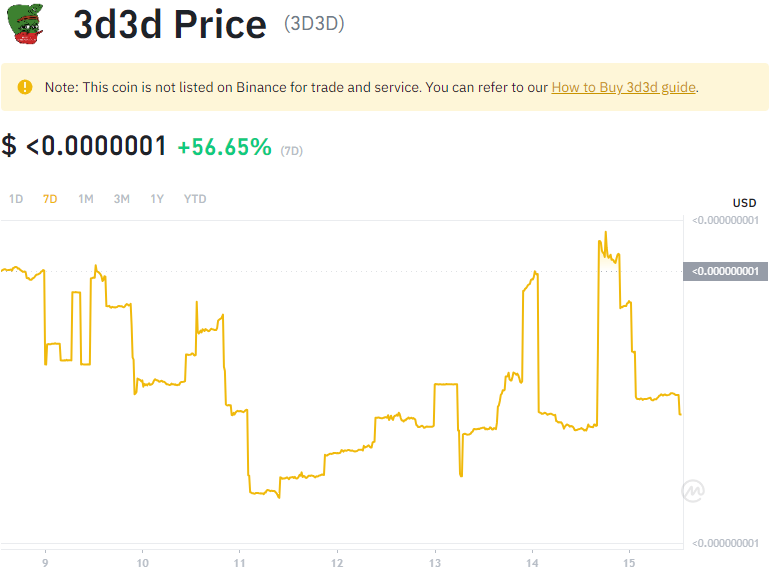 3d3d Price (3D3D)
Note: This coin is not listed on Binance for trade and service. You can refer to our How to Buy 3d3d guide.
$ <0.0000001 +56.65% (7D)
1D 7D 1M 3M 1Y YTD
USD
<0.000000001
<0.000000001
<0.000000001
9 10 11 12 13 14 15